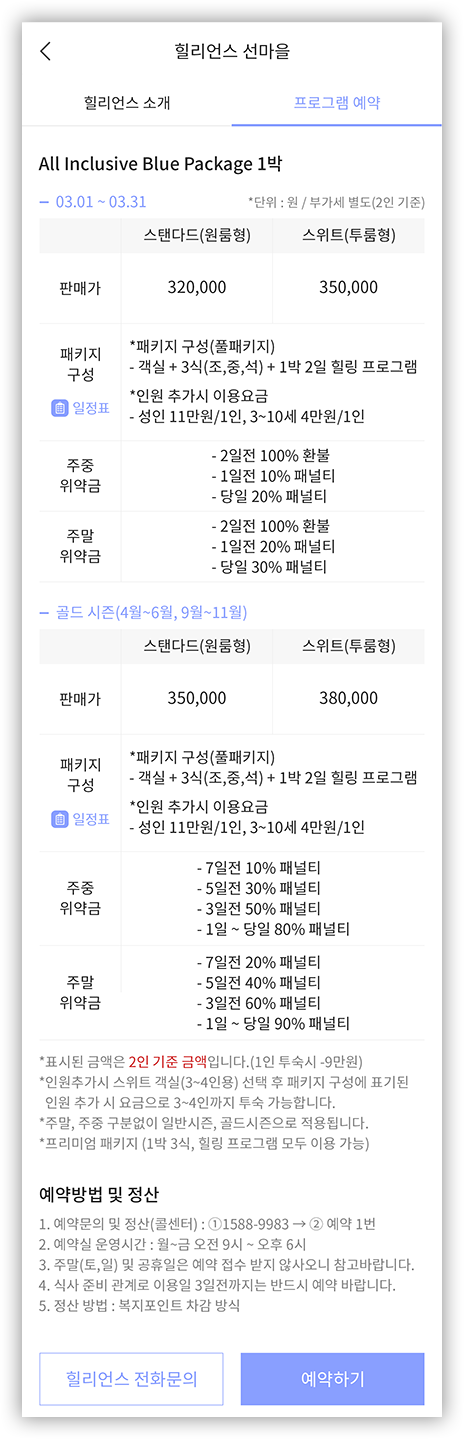 힐리언스 선마을
힐리언스 소개 프로그램 예약
All Inclusive Blue Package 1박
– 03.01 ~ 03.31 *단위 : 원 / 부가세 별도(2인 기준)
스탠다드(원룸형) 스위트(투룸형)
판매가 320,000 350,000
패키지
구성
일정표
*패키지 구성(풀패키지)
- 객실 + 3식(조,중,석) + 1박 2일 힐링 프로그램
*인원 추가시 이용요금
- 성인 11만원/1인, 3~10세 4만원/1인
주중
위약금
- 2일전 100% 환불
- 1일전 10% 패널티
- 당일 20% 패널티
주말
위약금
- 2일전 100% 환불
- 1일전 20% 패널티
- 당일 30% 패널티
– 골드 시즌(4월~6월, 9월~11월)
스탠다드(원룸형) 스위트(투룸형)
판매가 350,000 380,000
패키지
구성
일정표
*패키지 구성(풀패키지)
- 객실 + 3식(조,중,석) + 1박 2일 힐링 프로그램
*인원 추가시 이용요금
- 성인 11만원/1인, 3~10세 4만원/1인
주중
위약금
- 7일전 10% 패널티
- 5일전 30% 패널티
- 3일전 50% 패널티
- 1일 ~ 당일 80% 패널티
주말
위약금
- 7일전 20% 패널티
- 5일전 40% 패널티
- 3일전 60% 패널티
- 1일 ~ 당일 90% 패널티
*표시된 금액은 2인 기준 금액입니다.(1인 투숙시 -9만원)
*인원추가시 스위트 객실(3~4인용) 선택 후 패키지 구성에 표기된
인원 추가 시 요금으로 3~4인까지 투숙 가능합니다.
*주말, 주중 구분없이 일반시즌, 골드시즌으로 적용됩니다.
*프리미엄 패키지 (1박 3식, 힐링 프로그램 모두 이용 가능)
예약방법 및 정산
1. 예약문의 및 정산(콜센터) : ①1588-9983 → ② 예약 1번
2. 예약실 운영시간 : 월~금 오전 9시 ~ 오후 6시
3. 주말(토,일) 및 공휴일은 예약 접수 받지 않사오니 참고바랍니다.
4. 식사 준비 관계로 이용일 3일전까지는 반드시 예약 바랍니다.
5. 정산 방법 : 복지포인트 차감 방식
힐리언스 전화문의 예약하기